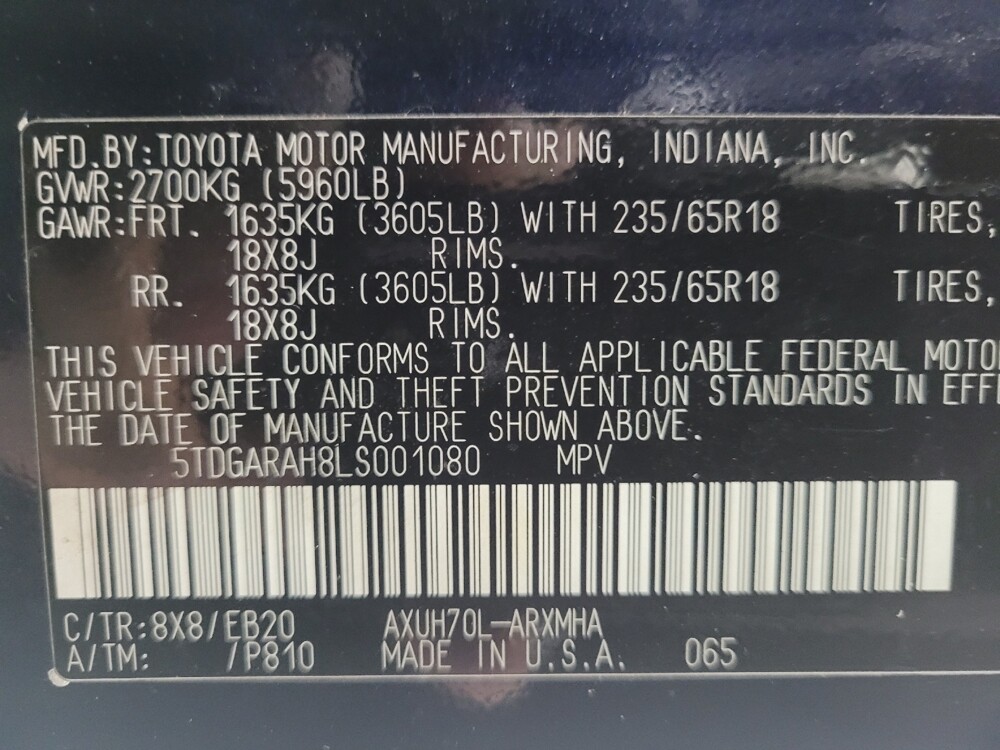 MFD.BY:TOYOTA MOTOR MANUFACTURING, INDIANA, INC.
GVWR:2700KG (5960LB)
GAWR:FRT. 1635KG (3605LB) WITH 235/65R18 TIRES,
18X8J RIMS.
RR. 1635KG (3605LB) WITH 235/65R18 TIRES,
18X8J RIMS.
THIS VEHICLE CONFORMS TO ALL APPLICABLE FEDERAL MOTO
VEHICLE SAFETY AND THEFT PREVENTION STANDARDS IN EFFE
THE DATE OF MANUFACTURE SHOWN ABOVE.
5TDGARAH8LS001080 MPV
C/TR:8X8/EB20 AXUH70L-ARXMHA
A/TM: /P810 MADE IN U.S.A. 065